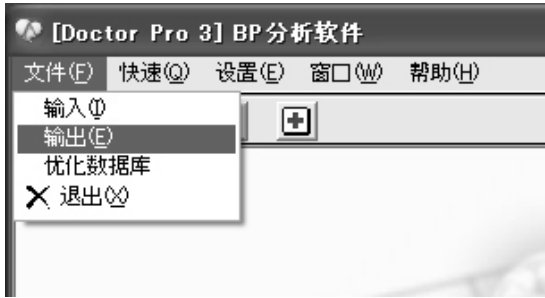 [Doctor Pro 3] BP分析软件
文件(F) 快速(Q) 设置(E) 窗口(W) 帮助(H)
输入(I)
输出(E)
优化数据库
退出(X)